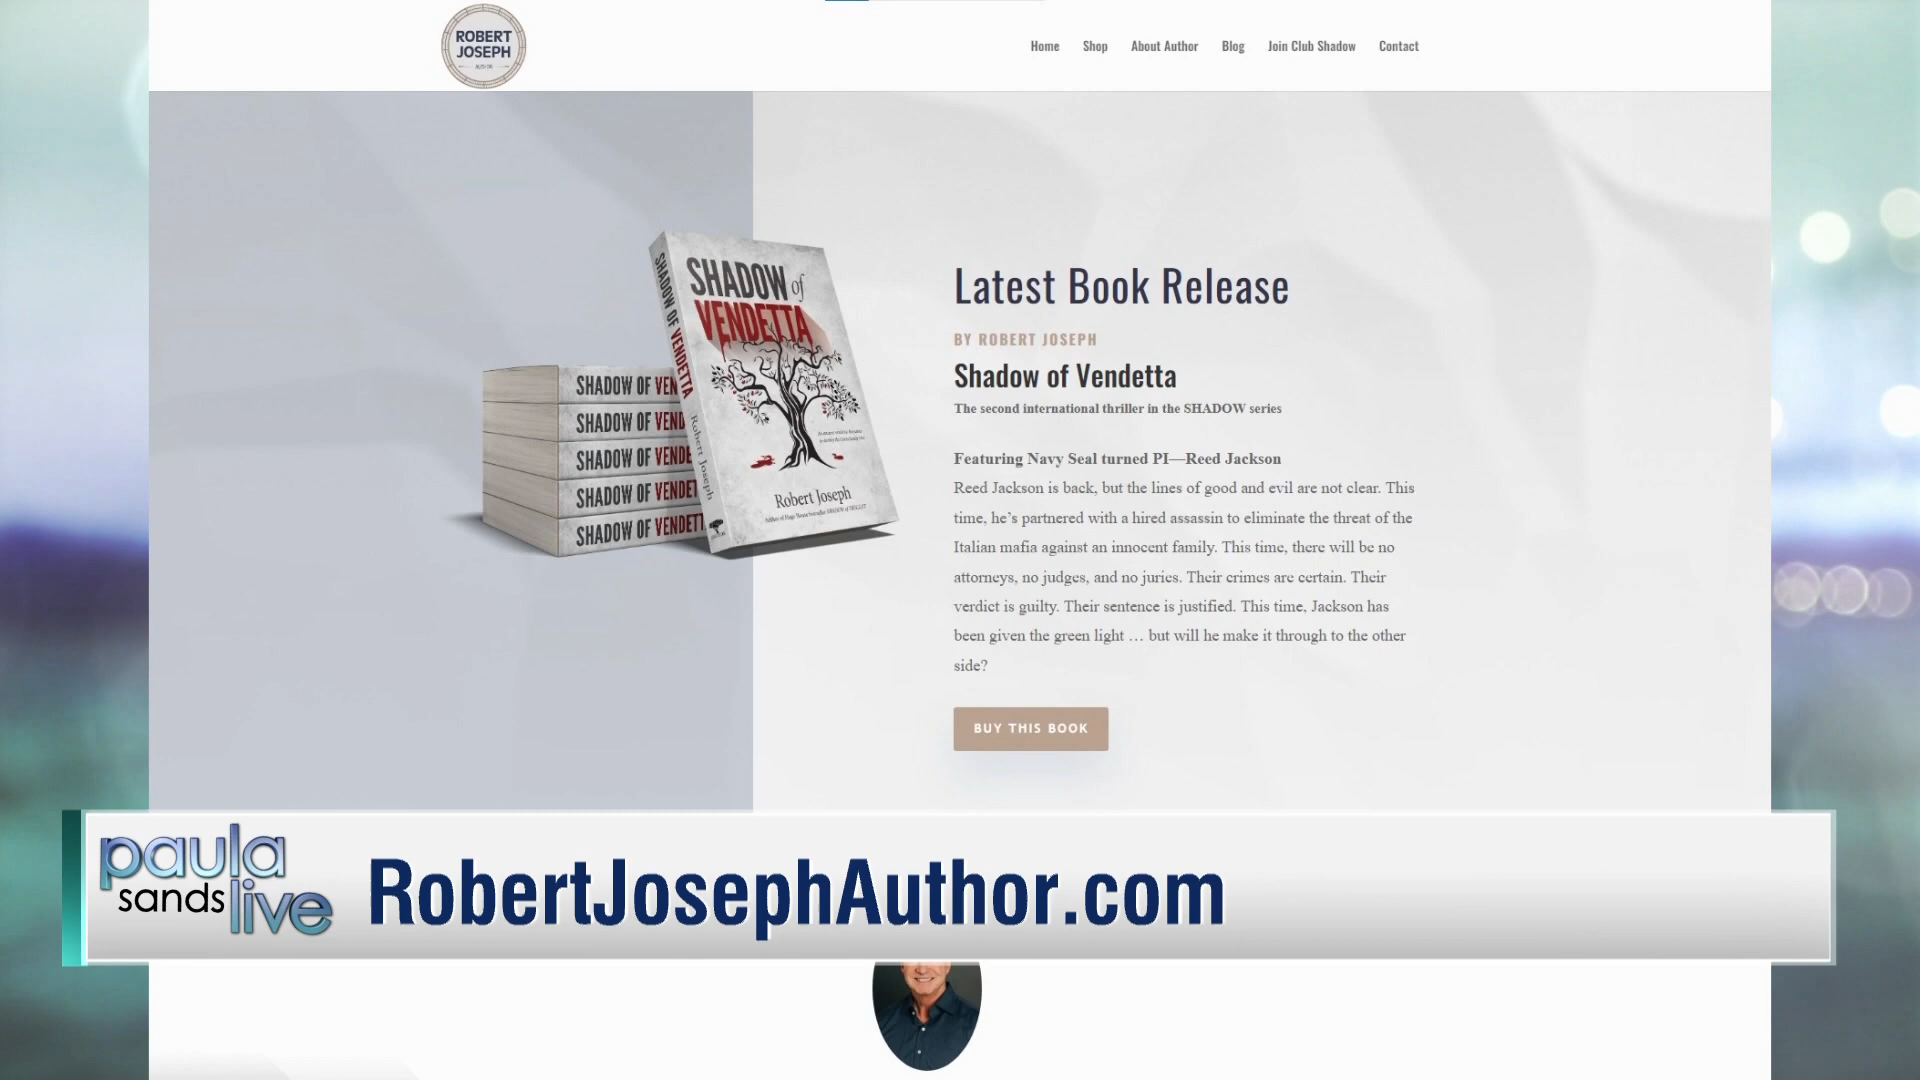 ROBERT
JOSEPH
AUTHOR
Home Shop About Author Blog Join Club Shadow Contact
SHADOW of
VENDETTA
SHADOW OF VENDETTA
Robert Joseph
Robert Joseph
SHADOW OF VEN
SHADOW OF VEND
SHADOW OF VENDE
SHADOW OF VENDET
SHADOW OF VENDETT
Latest Book Release
BY ROBERT JOSEPH
Shadow of Vendetta
The second international thriller in the SHADOW series
Featuring Navy Seal turned PI—Reed Jackson
Reed Jackson is back, but the lines of good and evil are not clear. This
time, he's partnered with a hired assassin to eliminate the threat of the
Italian mafia against an innocent family. This time, there will be no
attorneys, no judges, and no juries. Their crimes are certain. Their
verdict is guilty. Their sentence is justified. This time, Jackson has
been given the green light … but will he make it through to the other
side?
BUY THIS BOOK
paula
sands live
RobertJosephAuthor.com